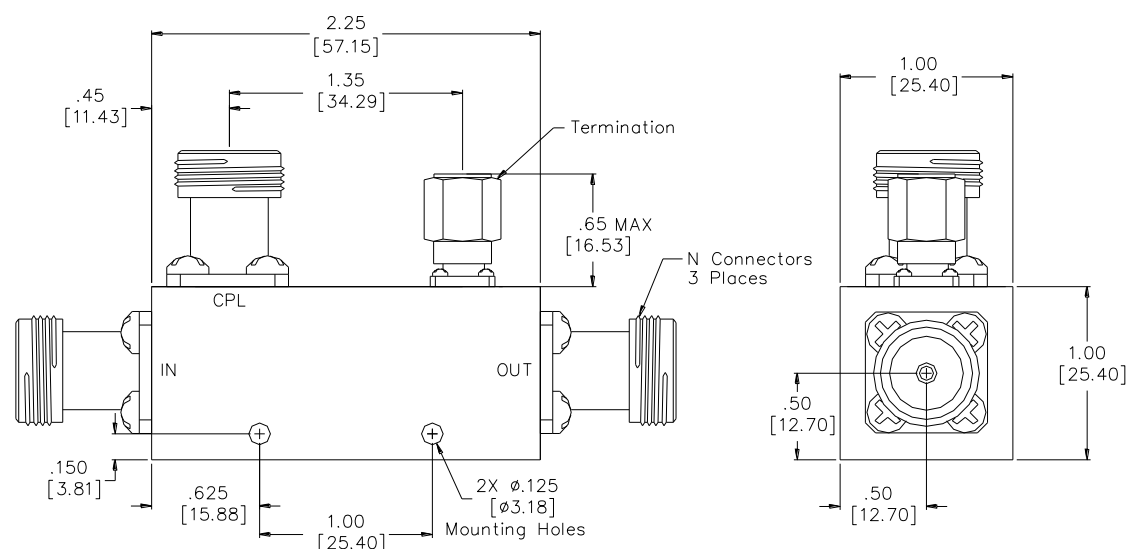 2.25
[57.15]
1.35
[34.29]
.45
[11.43]
Termination
.65 MAX
[16.53]
N Connectors
3 Places
CPL
IN
OUT
.150
[3.81]
.625
[15.88]
1.00
[25.40]
2X ø.125
[ø3.18]
Mounting Holes
1.00
[25.40]
1.00
[25.40]
.50
[12.70]
.50
[12.70]